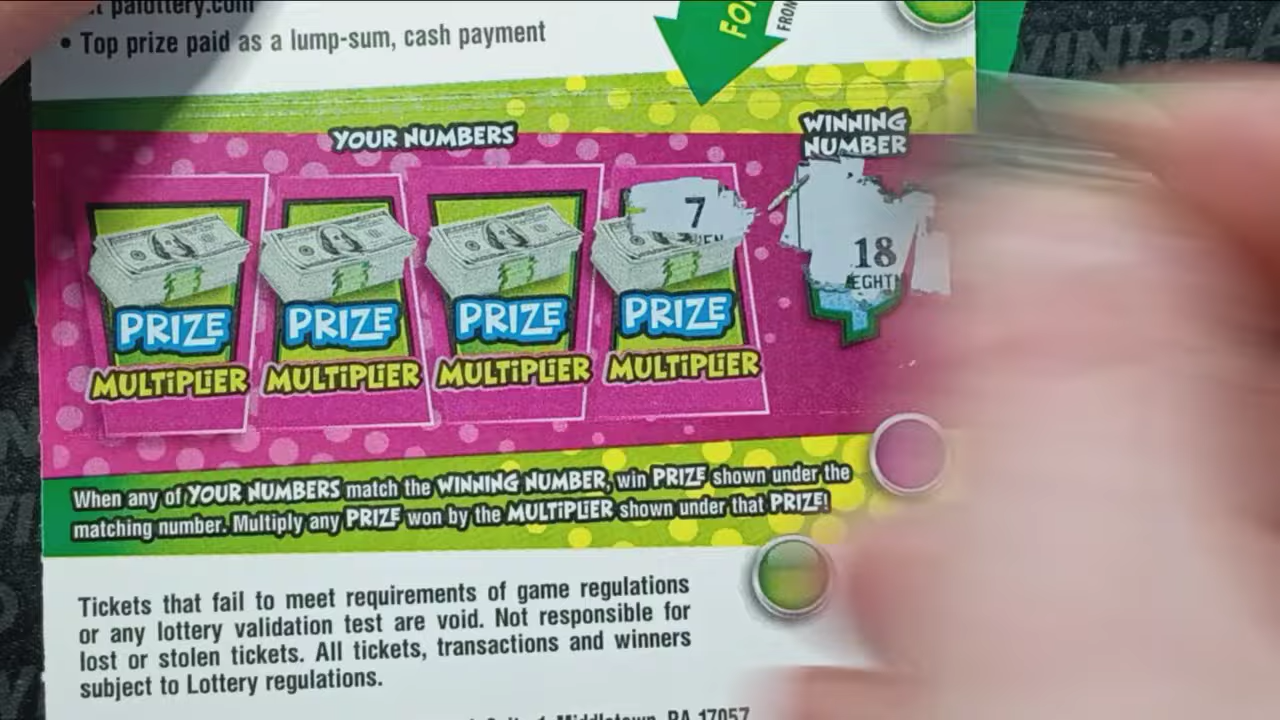 palottery.com
• Top prize paid as a lump-sum, cash payment
YOUR NUMBERS
WINNING
NUMBER
7
18
EGHTN
PRIZE PRIZE PRIZE PRIZE
MULTiPLiER MULTiPLiER MULTiPLiER MULTiPLiER
When any of YOUR NUMBERS match the WINNING NUMBER, win PRIZE shown under the
matching number. Multiply any PRIZE won by the MULTiPLiER shown under that PRIZE!
Tickets that fail to meet requirements of game regulations
or any lottery validation test are void. Not responsible for
lost or stolen tickets. All tickets, transactions and winners
subject to Lottery regulations.
Middletown, PA 17057